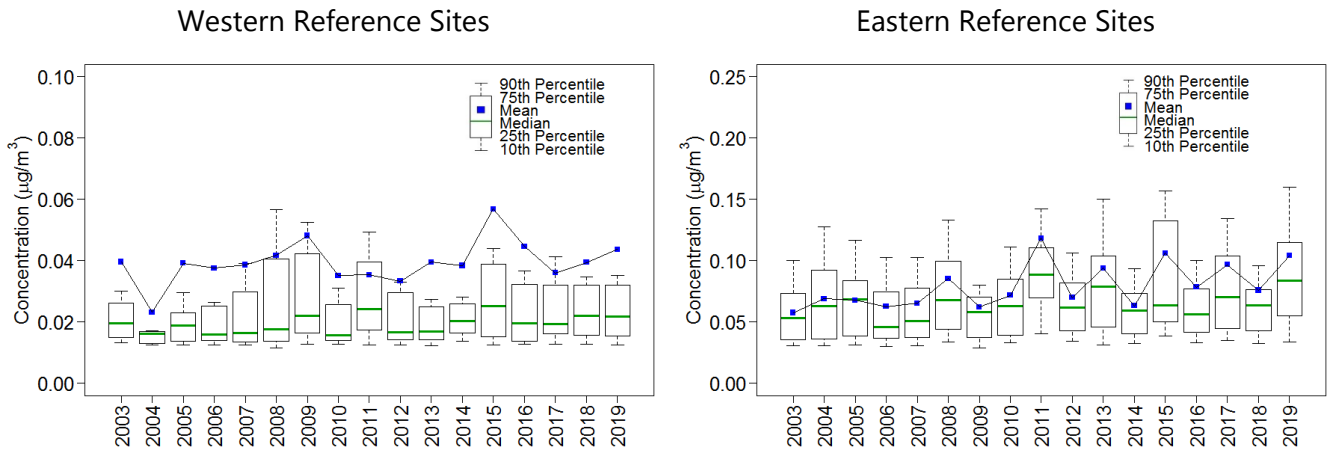 Western Reference Sites
Concentration (μg/m³)
0.10
0.08
0.06
0.04
0.02
0.00
90th Percentile
75th Percentile
Mean
Median
25th Percentile
10th Percentile
2003 2004 2005 2006 2007 2008 2009 2010 2011 2012 2013 2014 2015 2016 2017 2018 2019
Eastern Reference Sites
Concentration (μg/m³)
0.25
0.20
0.15
0.10
0.05
0.00
90th Percentile
75th Percentile
Mean
Median
25th Percentile
10th Percentile
2003 2004 2005 2006 2007 2008 2009 2010 2011 2012 2013 2014 2015 2016 2017 2018 2019